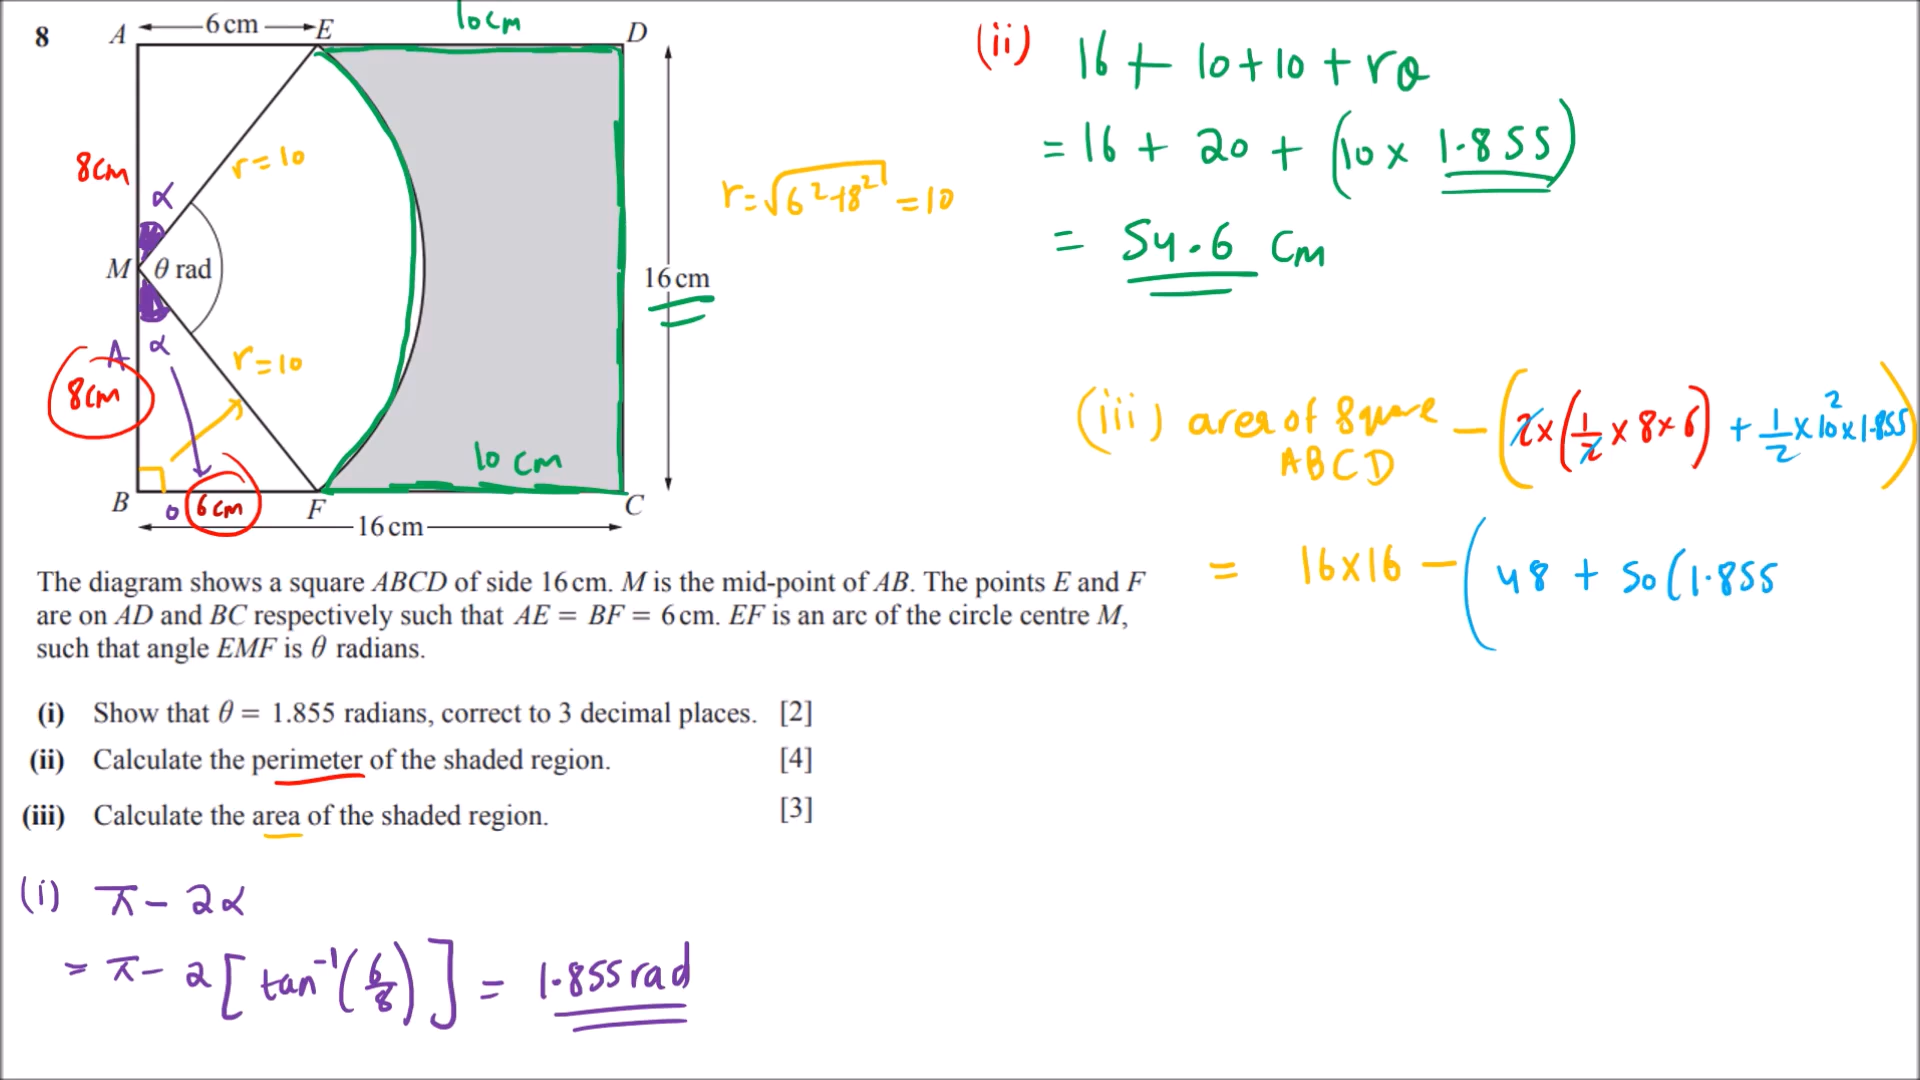 8
A
6 cm
E
10cm
D
8cm
α
r=10
r=√6²+8² =10
M
θ rad
16 cm
A
α
8cm
r=10
10 cm
B
o
6cm
F
C
16 cm
The diagram shows a square ABCD of side 16 cm. M is the mid-point of AB. The points E and F
are on AD and BC respectively such that AE = BF = 6 cm. EF is an arc of the circle centre M,
such that angle EMF is θ radians.
(i) Show that θ = 1.855 radians, correct to 3 decimal places. [2]
(ii) Calculate the perimeter of the shaded region. [4]
(iii) Calculate the area of the shaded region. [3]
(i) π - 2α
= π - 2[tan⁻¹(6/8)] = 1.855 rad
(ii) 16 + 10+10 + rθ
= 16 + 20 + (10 x 1.855)
= 54.6 cm
(iii) area of Square ABCD - (2x(1/2 x 8x6) + 1/2 x 10² x 1.855)
= 16x16 - (48 + 50(1.855